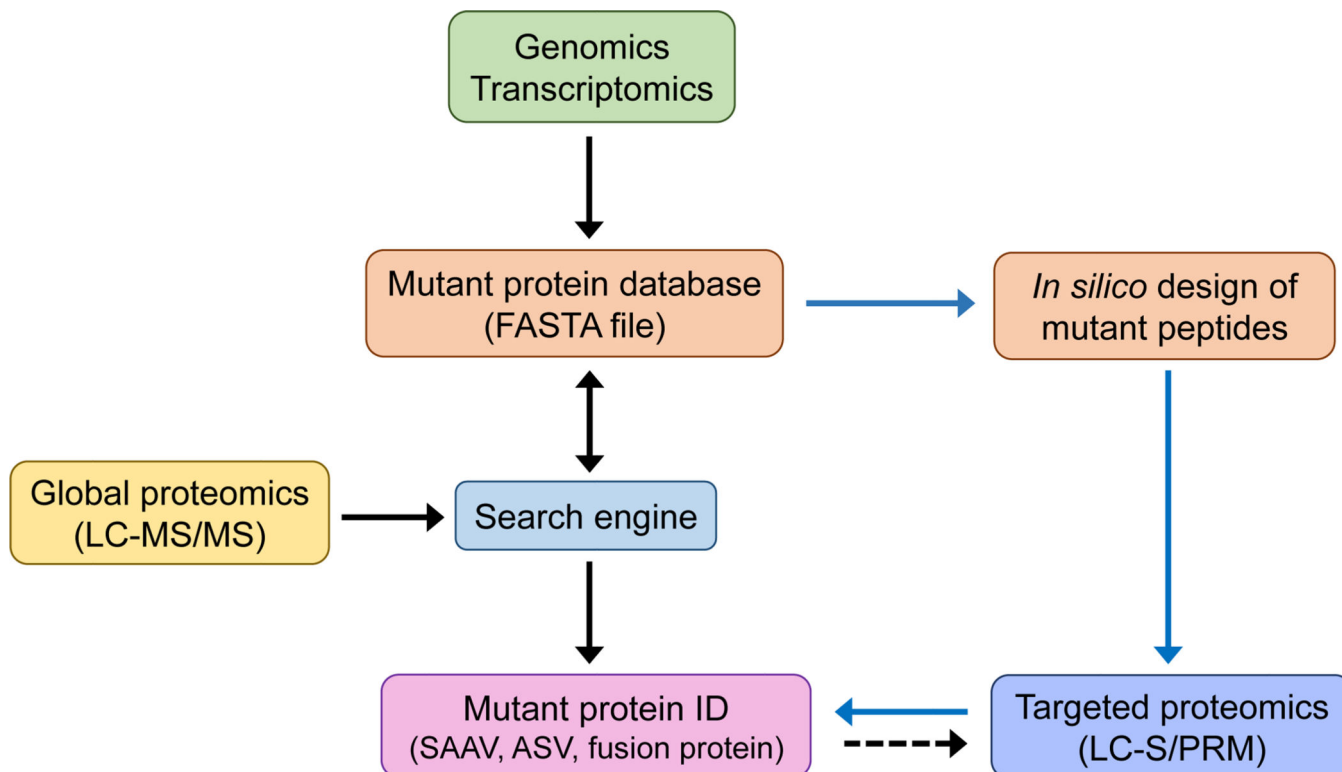 Genomics
Transcriptomics
Mutant protein database
(FASTA file)
In silico design of
mutant peptides
Global proteomics
(LC-MS/MS)
Search engine
Mutant protein ID
(SAAV, ASV, fusion protein)
Targeted proteomics
(LC-S/PRM)